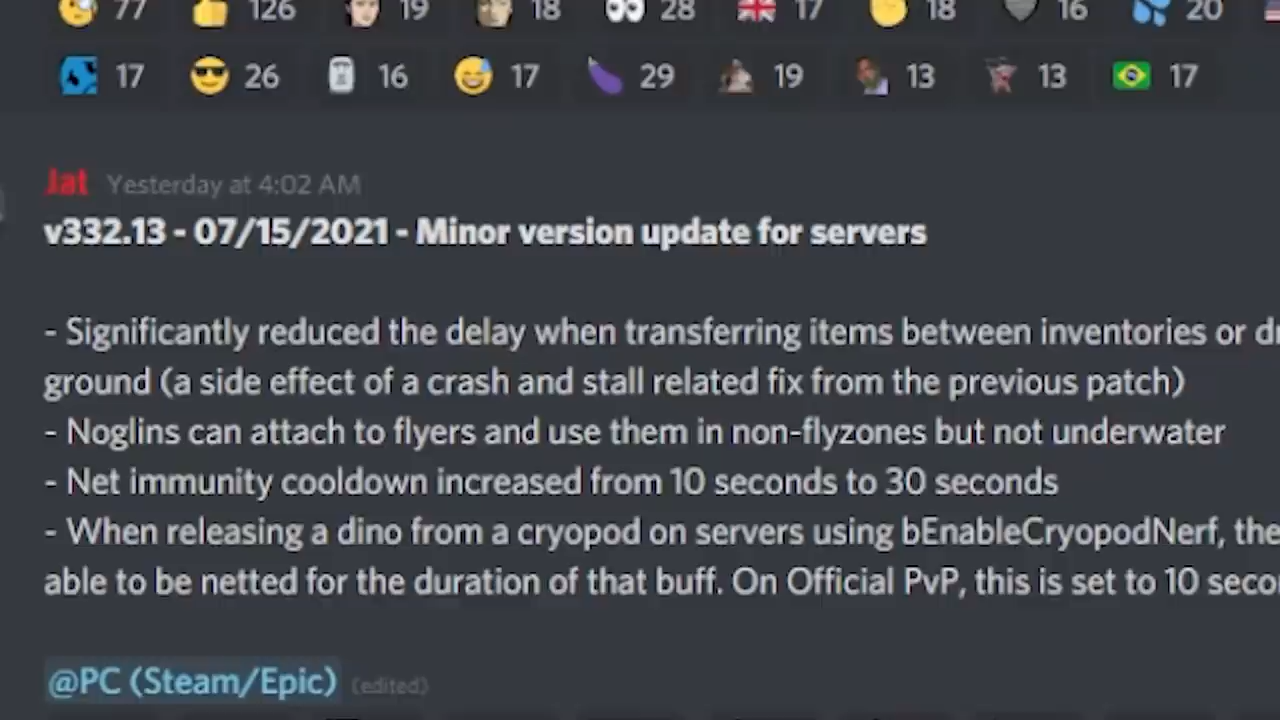 77 126 19 18 28 17 18 16 20
17 26 16 17 29 19 13 13 17
Jat Yesterday at 4:02 AM
v332.13 - 07/15/2021 - Minor version update for servers
- Significantly reduced the delay when transferring items between inventories or
ground (a side effect of a crash and stall related fix from the previous patch)
- Noglins can attach to flyers and use them in non-flyzones but not underwater
- Net immunity cooldown increased from 10 seconds to 30 seconds
- When releasing a dino from a cryopod on servers using bEnableCryopodNerf, the
able to be netted for the duration of that buff. On Official PvP, this is set to 10
@PC (Steam/Epic) (edited)